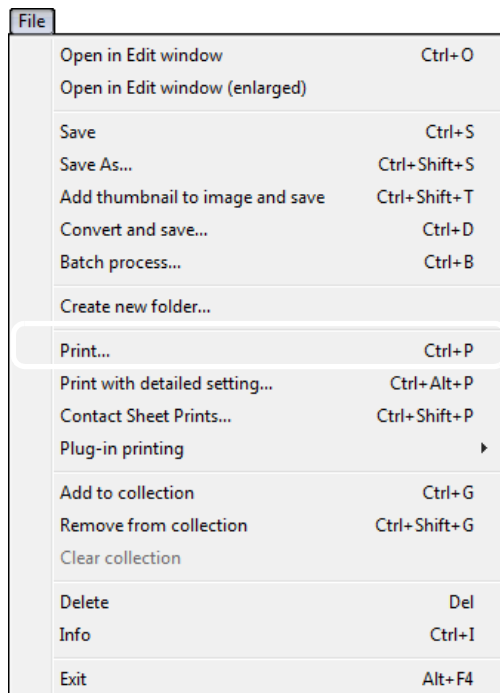 File
Open in Edit window Ctrl+O
Open in Edit window (enlarged)
Save Ctrl+S
Save As... Ctrl+Shift+S
Add thumbnail to image and save Ctrl+Shift+T
Convert and save... Ctrl+D
Batch process... Ctrl+B
Create new folder...
Print... Ctrl+P
Print with detailed setting... Ctrl+Alt+P
Contact Sheet Prints... Ctrl+Shift+P
Plug-in printing
Add to collection Ctrl+G
Remove from collection Ctrl+Shift+G
Clear collection
Delete Del
Info Ctrl+I
Exit Alt+F4